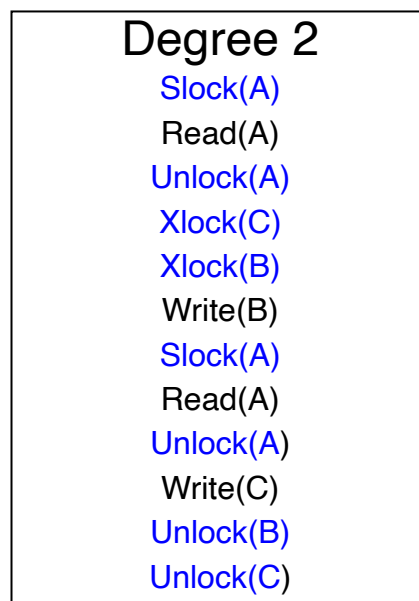 Degree 2
Slock(A)
Read(A)
Unlock(A)
Xlock(C)
Xlock(B)
Write(B)
Slock(A)
Read(A)
Unlock(A)
Write(C)
Unlock(B)
Unlock(C)